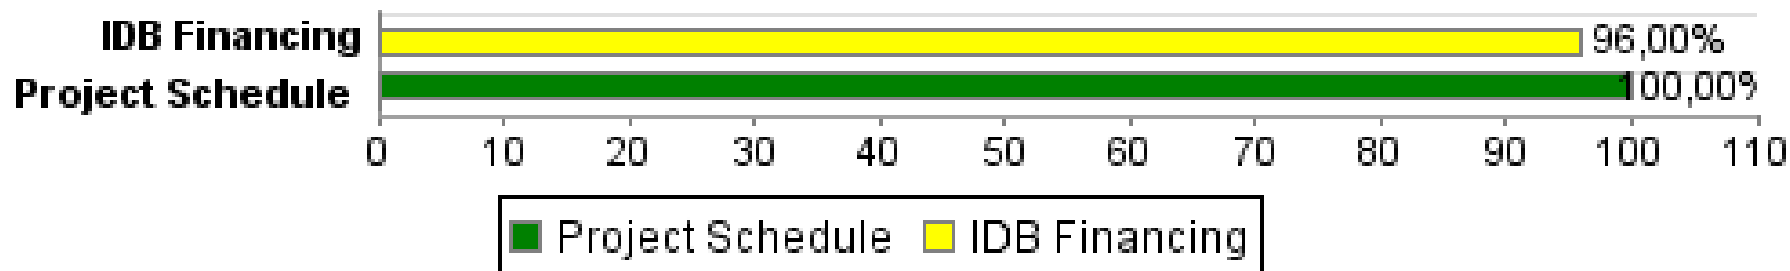 IDB Financing 96,00%
Project Schedule 100,00%
0 10 20 30 40 50 60 70 80 90 100 110
Project Schedule IDB Financing